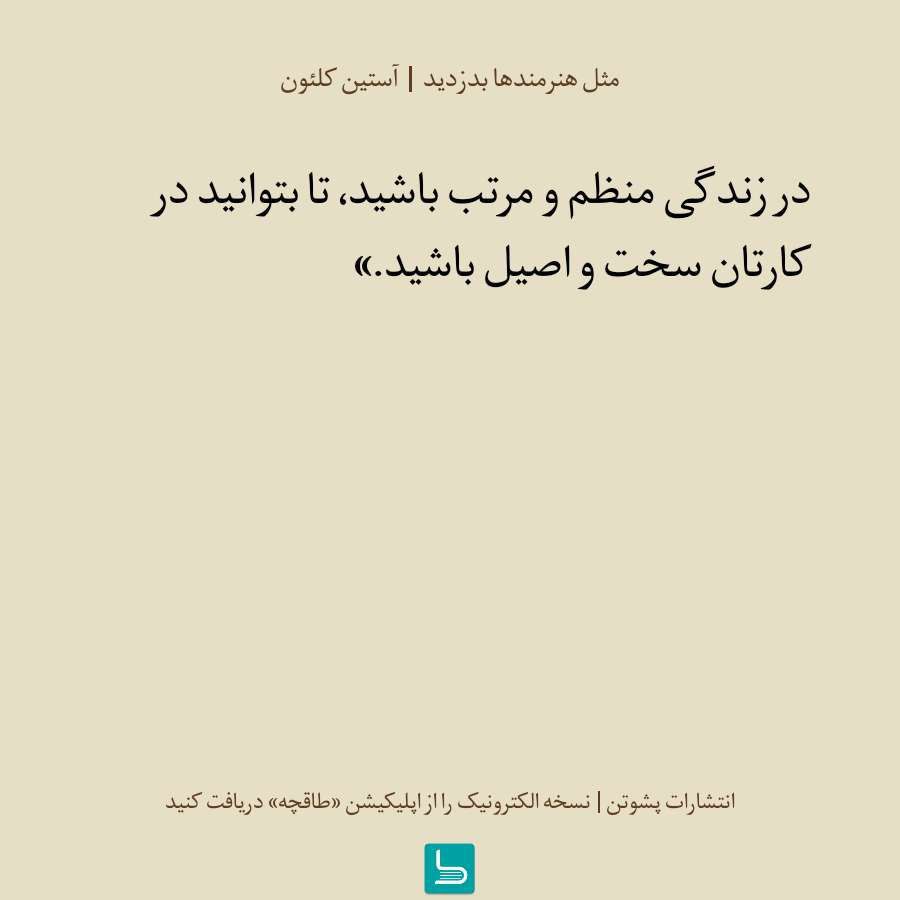 مثل هنرمندها بدزدید | آستین کلئون
در زندگی منظم و مرتب باشید، تا بتوانید در
کارتان سخت و اصیل باشید.»
انتشارات پشوتن | نسخه الکترونیک را از اپلیکیشن «طاقچه» دریافت کنید